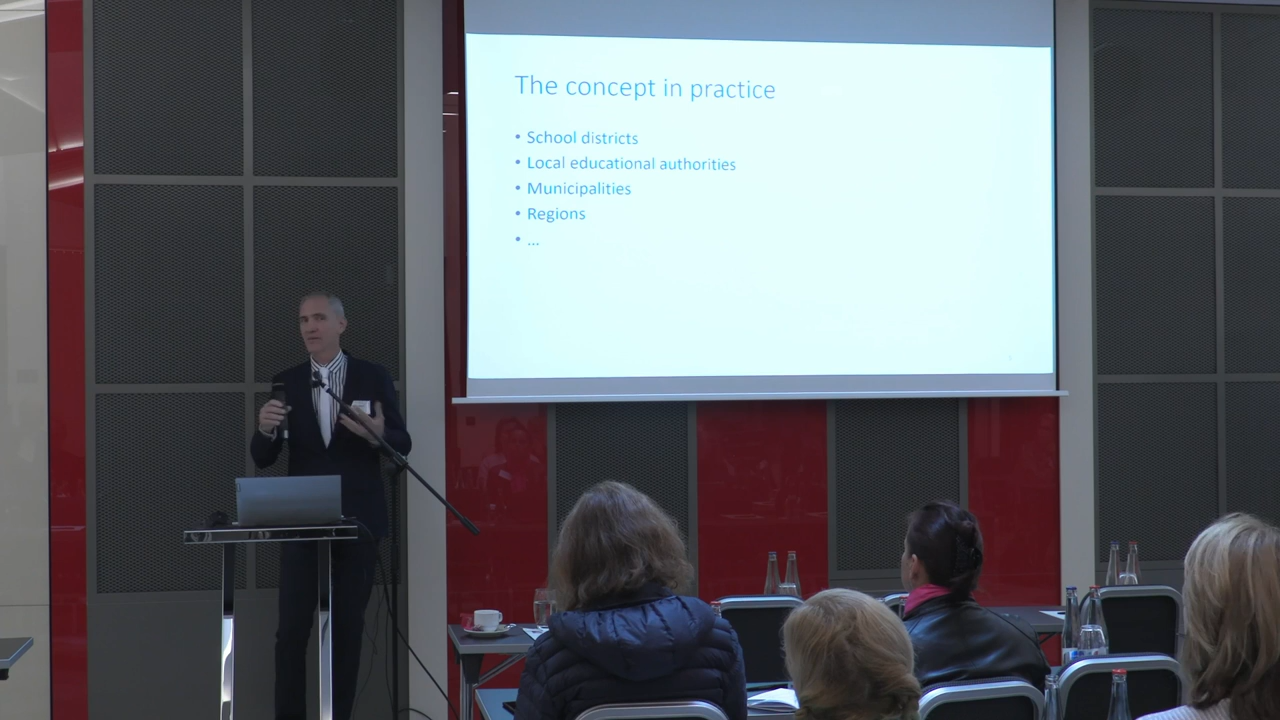 The concept in practice
• School districts
• Local educational authorities
• Municipalities
• Regions
• ...